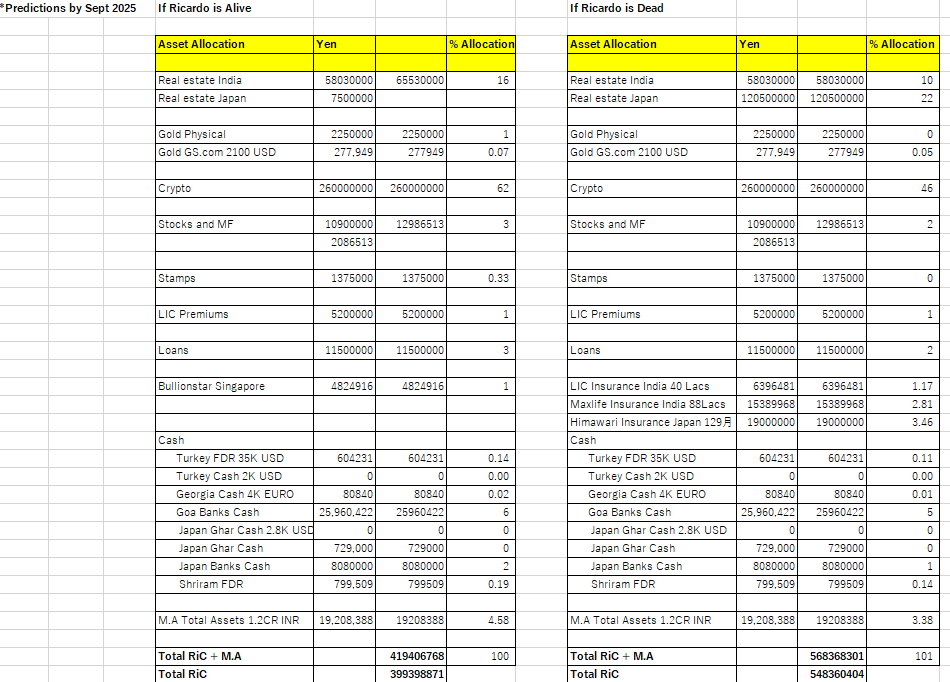 *Predictions by Sept 2025 If Ricardo is Alive If Ricardo is Dead
Asset Allocation Yen % Allocation Asset Allocation Yen % Allocation
Real estate India 58030000 65530000 16 Real estate India 58030000 58030000 10
Real estate Japan 7500000 Real estate Japan 120500000 120500000 22
Gold Physical 2250000 2250000 1 Gold Physical 2250000 2250000 0
Gold GS.com 2100 USD 277,949 277949 0.07 Gold GS.com 2100 USD 277,949 277949 0.05
Crypto 260000000 260000000 62 Crypto 260000000 260000000 46
Stocks and MF 10900000 12986513 3 Stocks and MF 10900000 12986513 2
2086513 2086513
Stamps 1375000 1375000 0.33 Stamps 1375000 1375000 0
LIC Premiums 5200000 5200000 1 LIC Premiums 5200000 5200000 1
Loans 11500000 11500000 3 Loans 11500000 11500000 2
Bullionstar Singapore 4824916 4824916 1 LIC Insurance India 40 Lacs 6396481 6396481 1.17
Maxlife Insurance India 88Lacs 15389968 15389968 2.81
Himawari Insurance Japan 129月 19000000 19000000 3.46
Cash Cash
Turkey FDR 35K USD 604231 604231 0.14 Turkey FDR 35K USD 604231 604231 0.11
Turkey Cash 2K USD 0 0 0.00 Turkey Cash 2K USD 0 0 0.00
Georgia Cash 4K EURO 80840 80840 0.02 Georgia Cash 4K EURO 80840 80840 0.01
Goa Banks Cash 25,960,422 25960422 6 Goa Banks Cash 25,960,422 25960422 5
Japan Ghar Cash 2.8K USD 0 0 0 Japan Ghar Cash 2.8K USD 0 0 0
Japan Ghar Cash 729,000 729000 0 Japan Ghar Cash 729,000 729000 0
Japan Banks Cash 8080000 8080000 2 Japan Banks Cash 8080000 8080000 1
Shriram FDR 799,509 799509 0.19 Shriram FDR 799,509 799509 0.14
M.A Total Assets 1.2CR INR 19,208,388 19208388 4.58 M.A Total Assets 1.2CR INR 19,208,388 19208388 3.38
Total RiC + M.A 419406768 100 Total RiC + M.A 568368301 101
Total RiC 399398871 Total RiC 548360404